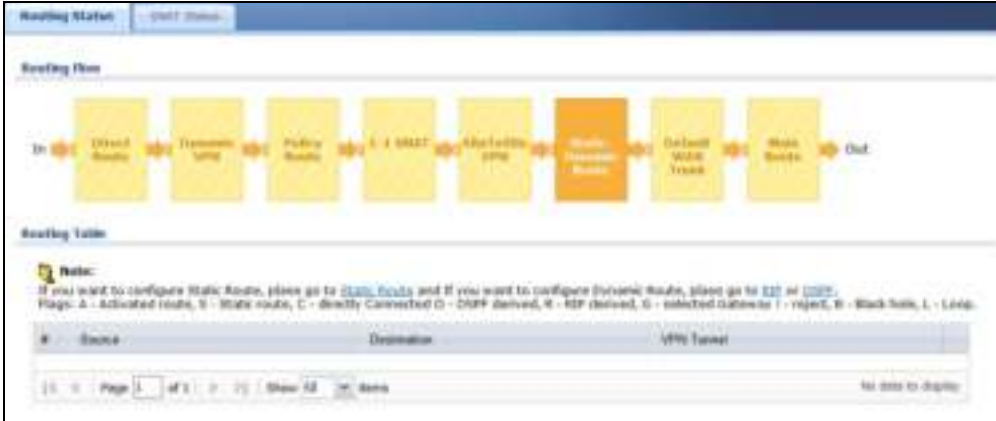 Routing Status
SNAT Status
Routing Flow
In
Direct
Route
Dynamic
VPN
Policy
Route
1-1 SNAT
SiteToSite
VPN
Static-
Dynamic
Route
Default
WAN
Trunk
Main
Route
Out
Routing Table
Note:
If you want to configure Static Route, please go to Static Route and If you want to configure Dynamic Route, please go to RIP or OSPF.
Flags: A - Activated route, S - Static route, C - directly Connected O - OSPF derived, R - RIP derived, G - selected Gateway ! - reject, B - Black hole, L - Loop
# Source Destination VPN Tunnel
Page 1 of 1 Show All items
No data to display